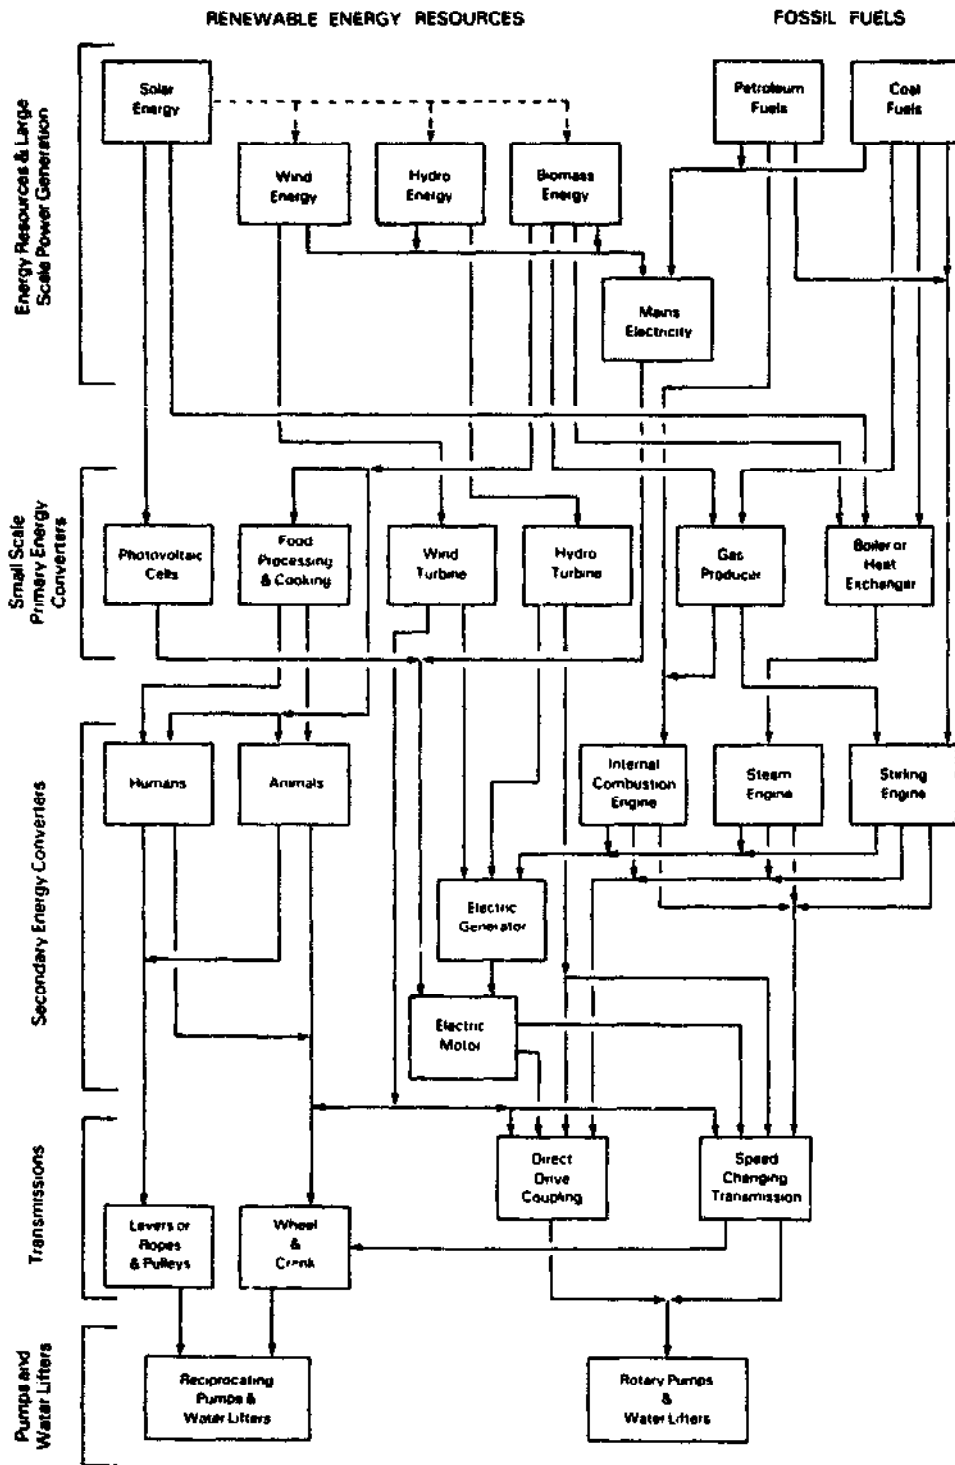 RENEWABLE ENERGY RESOURCES
FOSSIL FUELS
Energy Resources & Large
Scale Power Generation
Solar
Energy
Petroleum
Fuels
Coal
Fuels
Wind
Energy
Hydro
Energy
Biomass
Energy
Mains
Electricity
Small Scale
Primary Energy
Converters
Photovoltaic
Cells
Food
Processing
& Cooking
Wind
Turbine
Hydro
Turbine
Gas
Producer
Boiler or
Heat
Exchanger
Secondary Energy Converters
Humans
Animals
Internal
Combustion
Engine
Steam
Engine
Stirling
Engine
Electric
Generator
Electric
Motor
Transmissions
Direct
Drive
Coupling
Speed
Changing
Transmission
Levers or
Ropes
& Pulleys
Wheel
&
Crank
Pumps and
Water Lifters
Reciprocating
Pumps &
Water Lifters
Rotary Pumps
&
Water Lifters